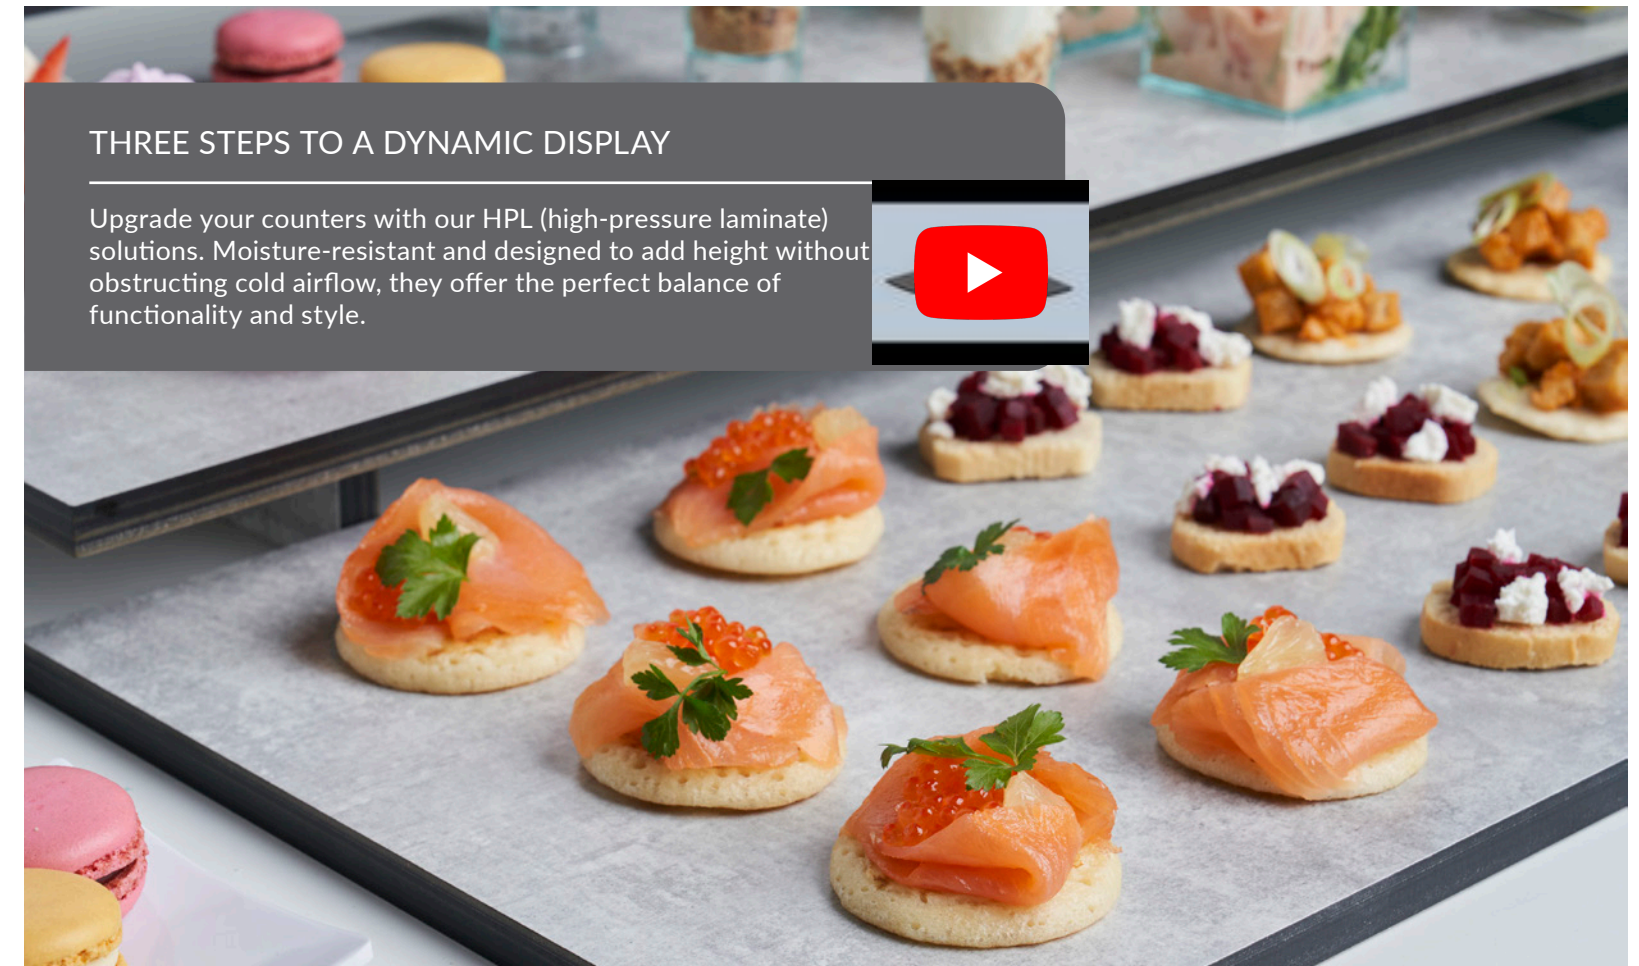 THREE STEPS TO A DYNAMIC DISPLAY
Upgrade your counters with our HPL (high-pressure laminate)
solutions. Moisture-resistant and designed to add height without
obstructing cold airflow, they offer the perfect balance of
functionality and style.